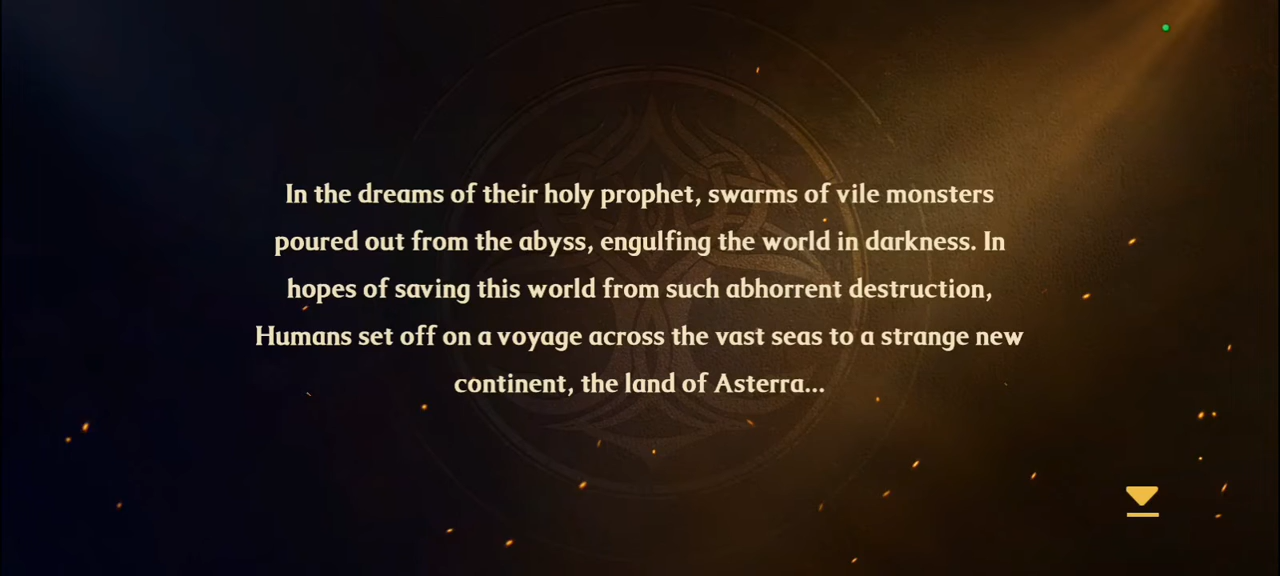 In the dreams of their holy prophet, swarms of vile monsters
poured out from the abyss, engulfing the world in darkness. In
hopes of saving this world from such abhorrent destruction,
Humans set off on a voyage across the vast seas to a strange new
continent, the land of Asterra...